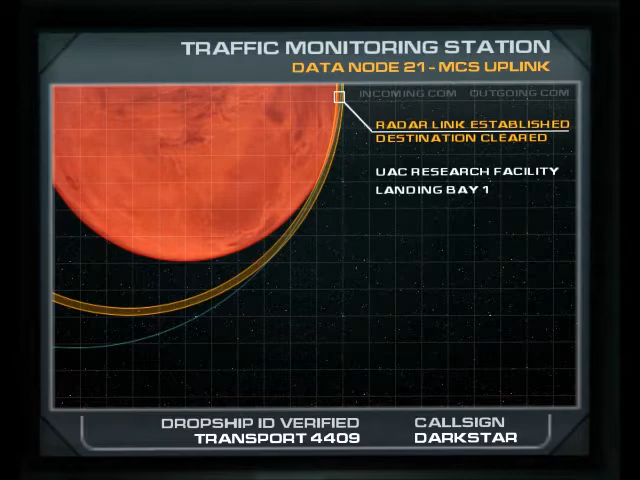 TRAFFIC MONITORING STATION
DATA NODE 21 - MCS UPLINK
INCOMING COM OUTGOING COM
RADAR LINK ESTABLISHED
DESTINATION CLEARED
UAC RESEARCH FACILITY
LANDING BAY 1
DROPSHIP ID VERIFIED
TRANSPORT 4409
CALLSIGN
DARKSTAR